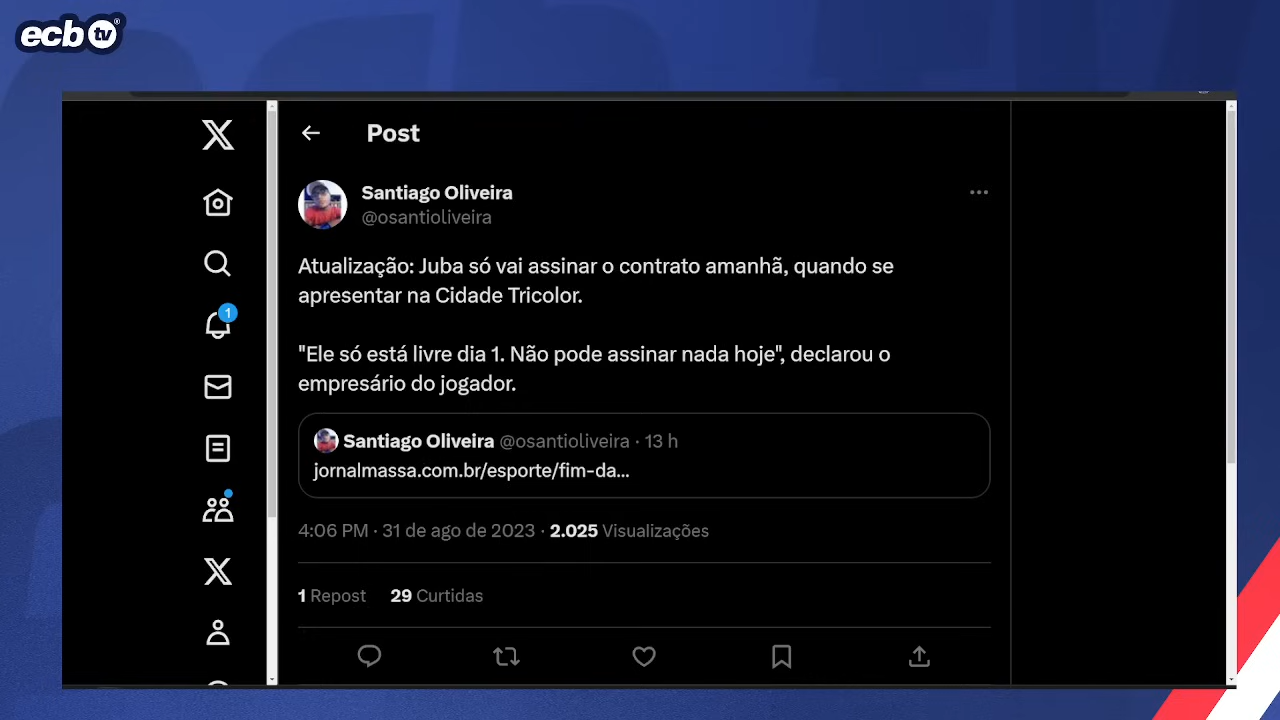 ecb tv
Post
Santiago Oliveira
@osantioliveira
Atualização: Juba só vai assinar o contrato amanhã, quando se
apresentar na Cidade Tricolor.
"Ele só está livre dia 1. Não pode assinar nada hoje", declarou o
empresário do jogador.
Santiago Oliveira @osantioliveira · 13 h
jornalmassa.com.br/esporte/fim-da...
4:06 PM · 31 de ago de 2023 · 2.025 Visualizações
1 Repost 29 Curtidas
1